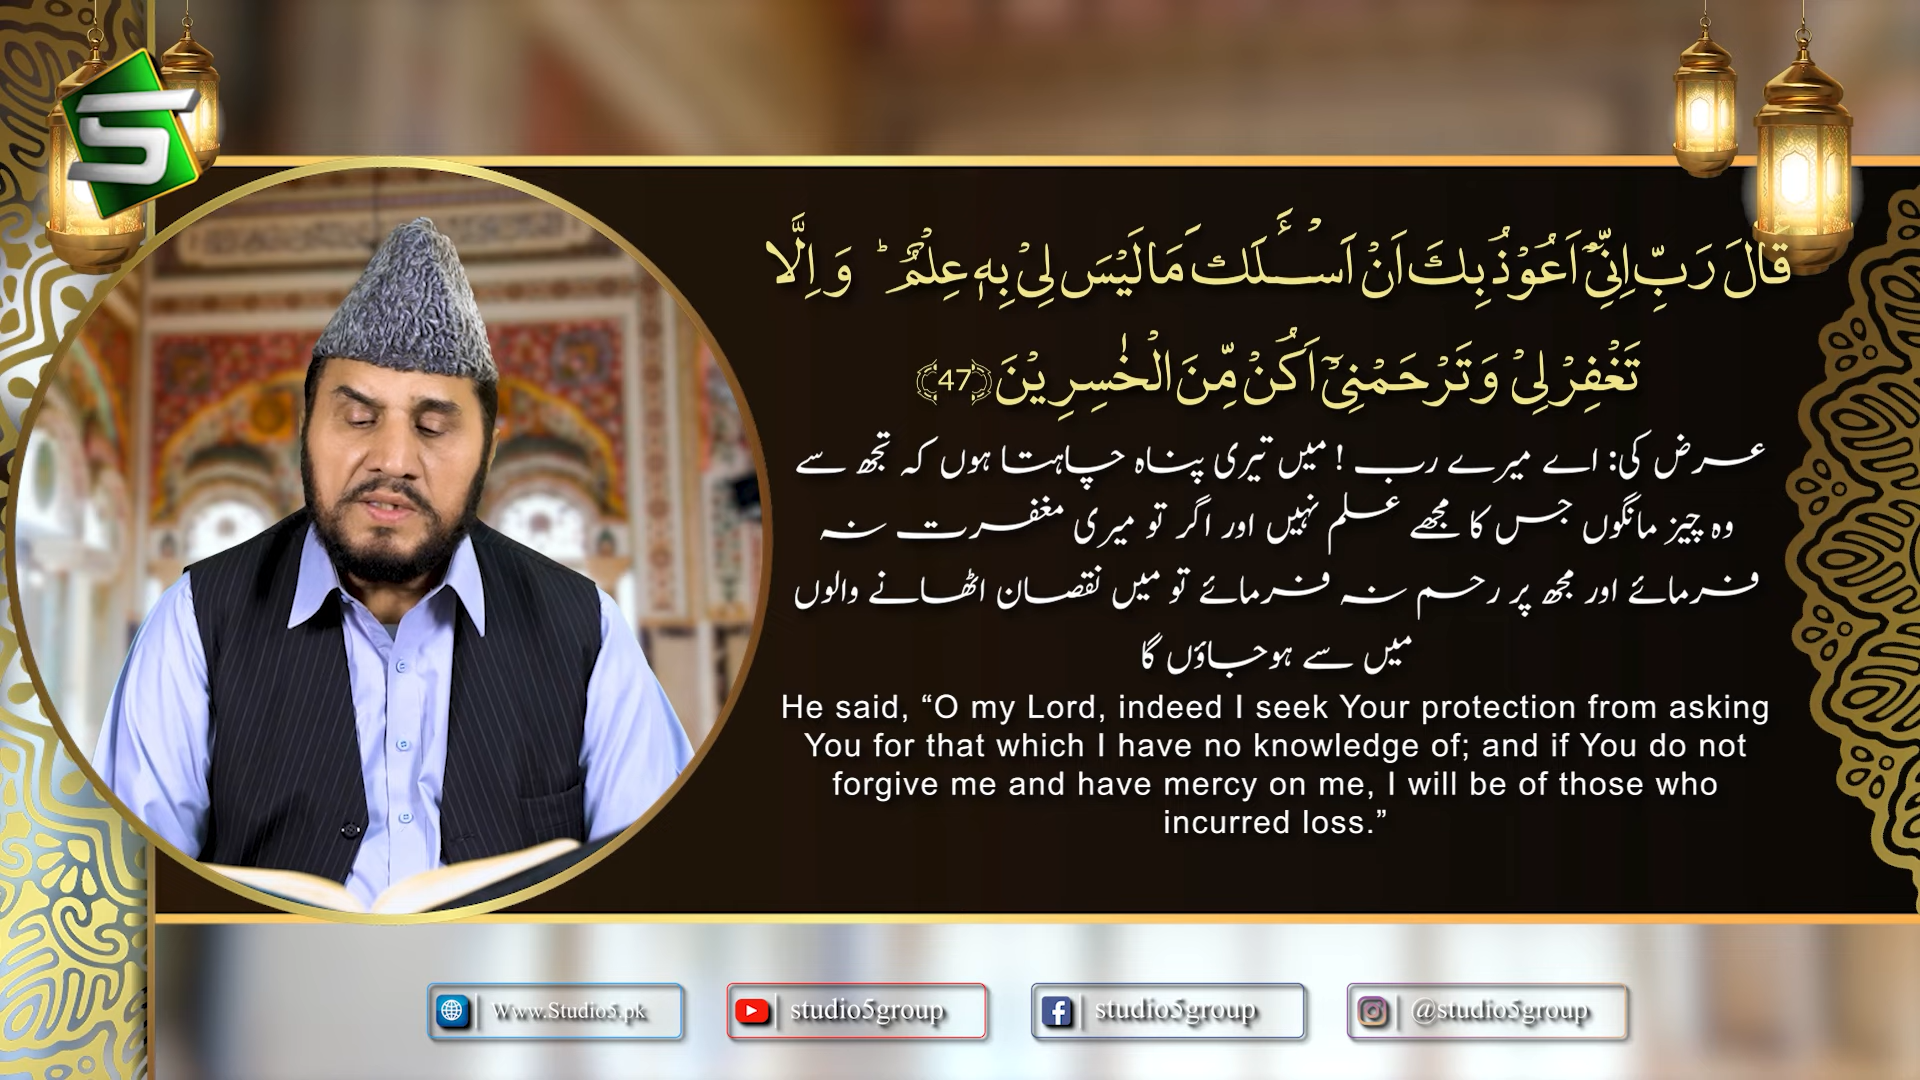 قَالَ رَبِّ اِنِّیْۤ اَعُوْذُ بِكَ اَنْ اَسْــٴَـلَكَ مَا لَیْسَ لِیْ بِهٖ عِلْمٌؕ وَ اِلَّا
تَغْفِرْ لِیْ وَ تَرْحَمْنِیْۤ اَكُنْ مِّنَ الْخٰسِرِیْنَ ﴿47﴾
عرض کی: اے میرے رب ! میں تیری پناہ چاہتا ہوں کہ تجھ سے
وہ چیز مانگوں جس کا مجھے علم نہیں اور اگر تو میری مغفرت نہ
فرمائے اور مجھ پر رحم نہ فرمائے تو میں نقصان اٹھانے والوں
میں سے ہوجاؤں گا
He said, “O my Lord, indeed I seek Your protection from asking
You for that which I have no knowledge of; and if You do not
forgive me and have mercy on me, I will be of those who
incurred loss.”
Www.Studio5.pk
studio5group
studio5group
@studio5group